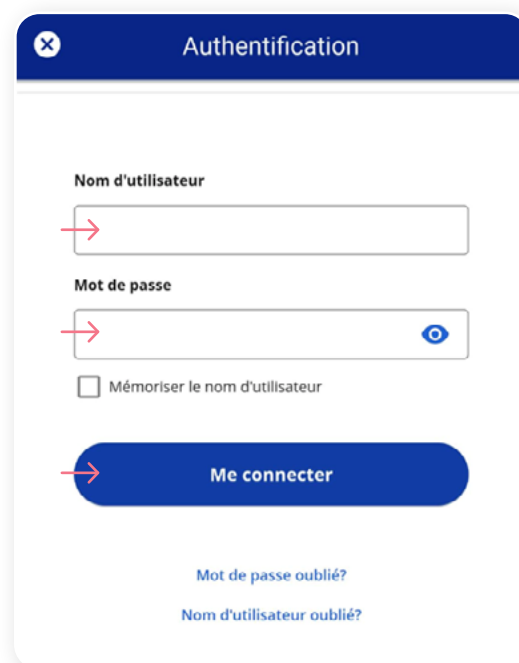 Authentification
Nom d'utilisateur
Mot de passe
Mémoriser le nom d'utilisateur
Me connecter
Mot de passe oublié?
Nom d'utilisateur oublié?